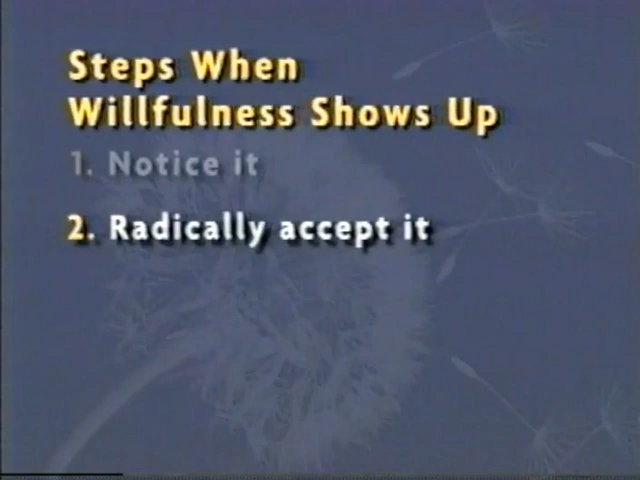 Steps When
Willfulness Shows Up
1. Notice it
2. Radically accept it